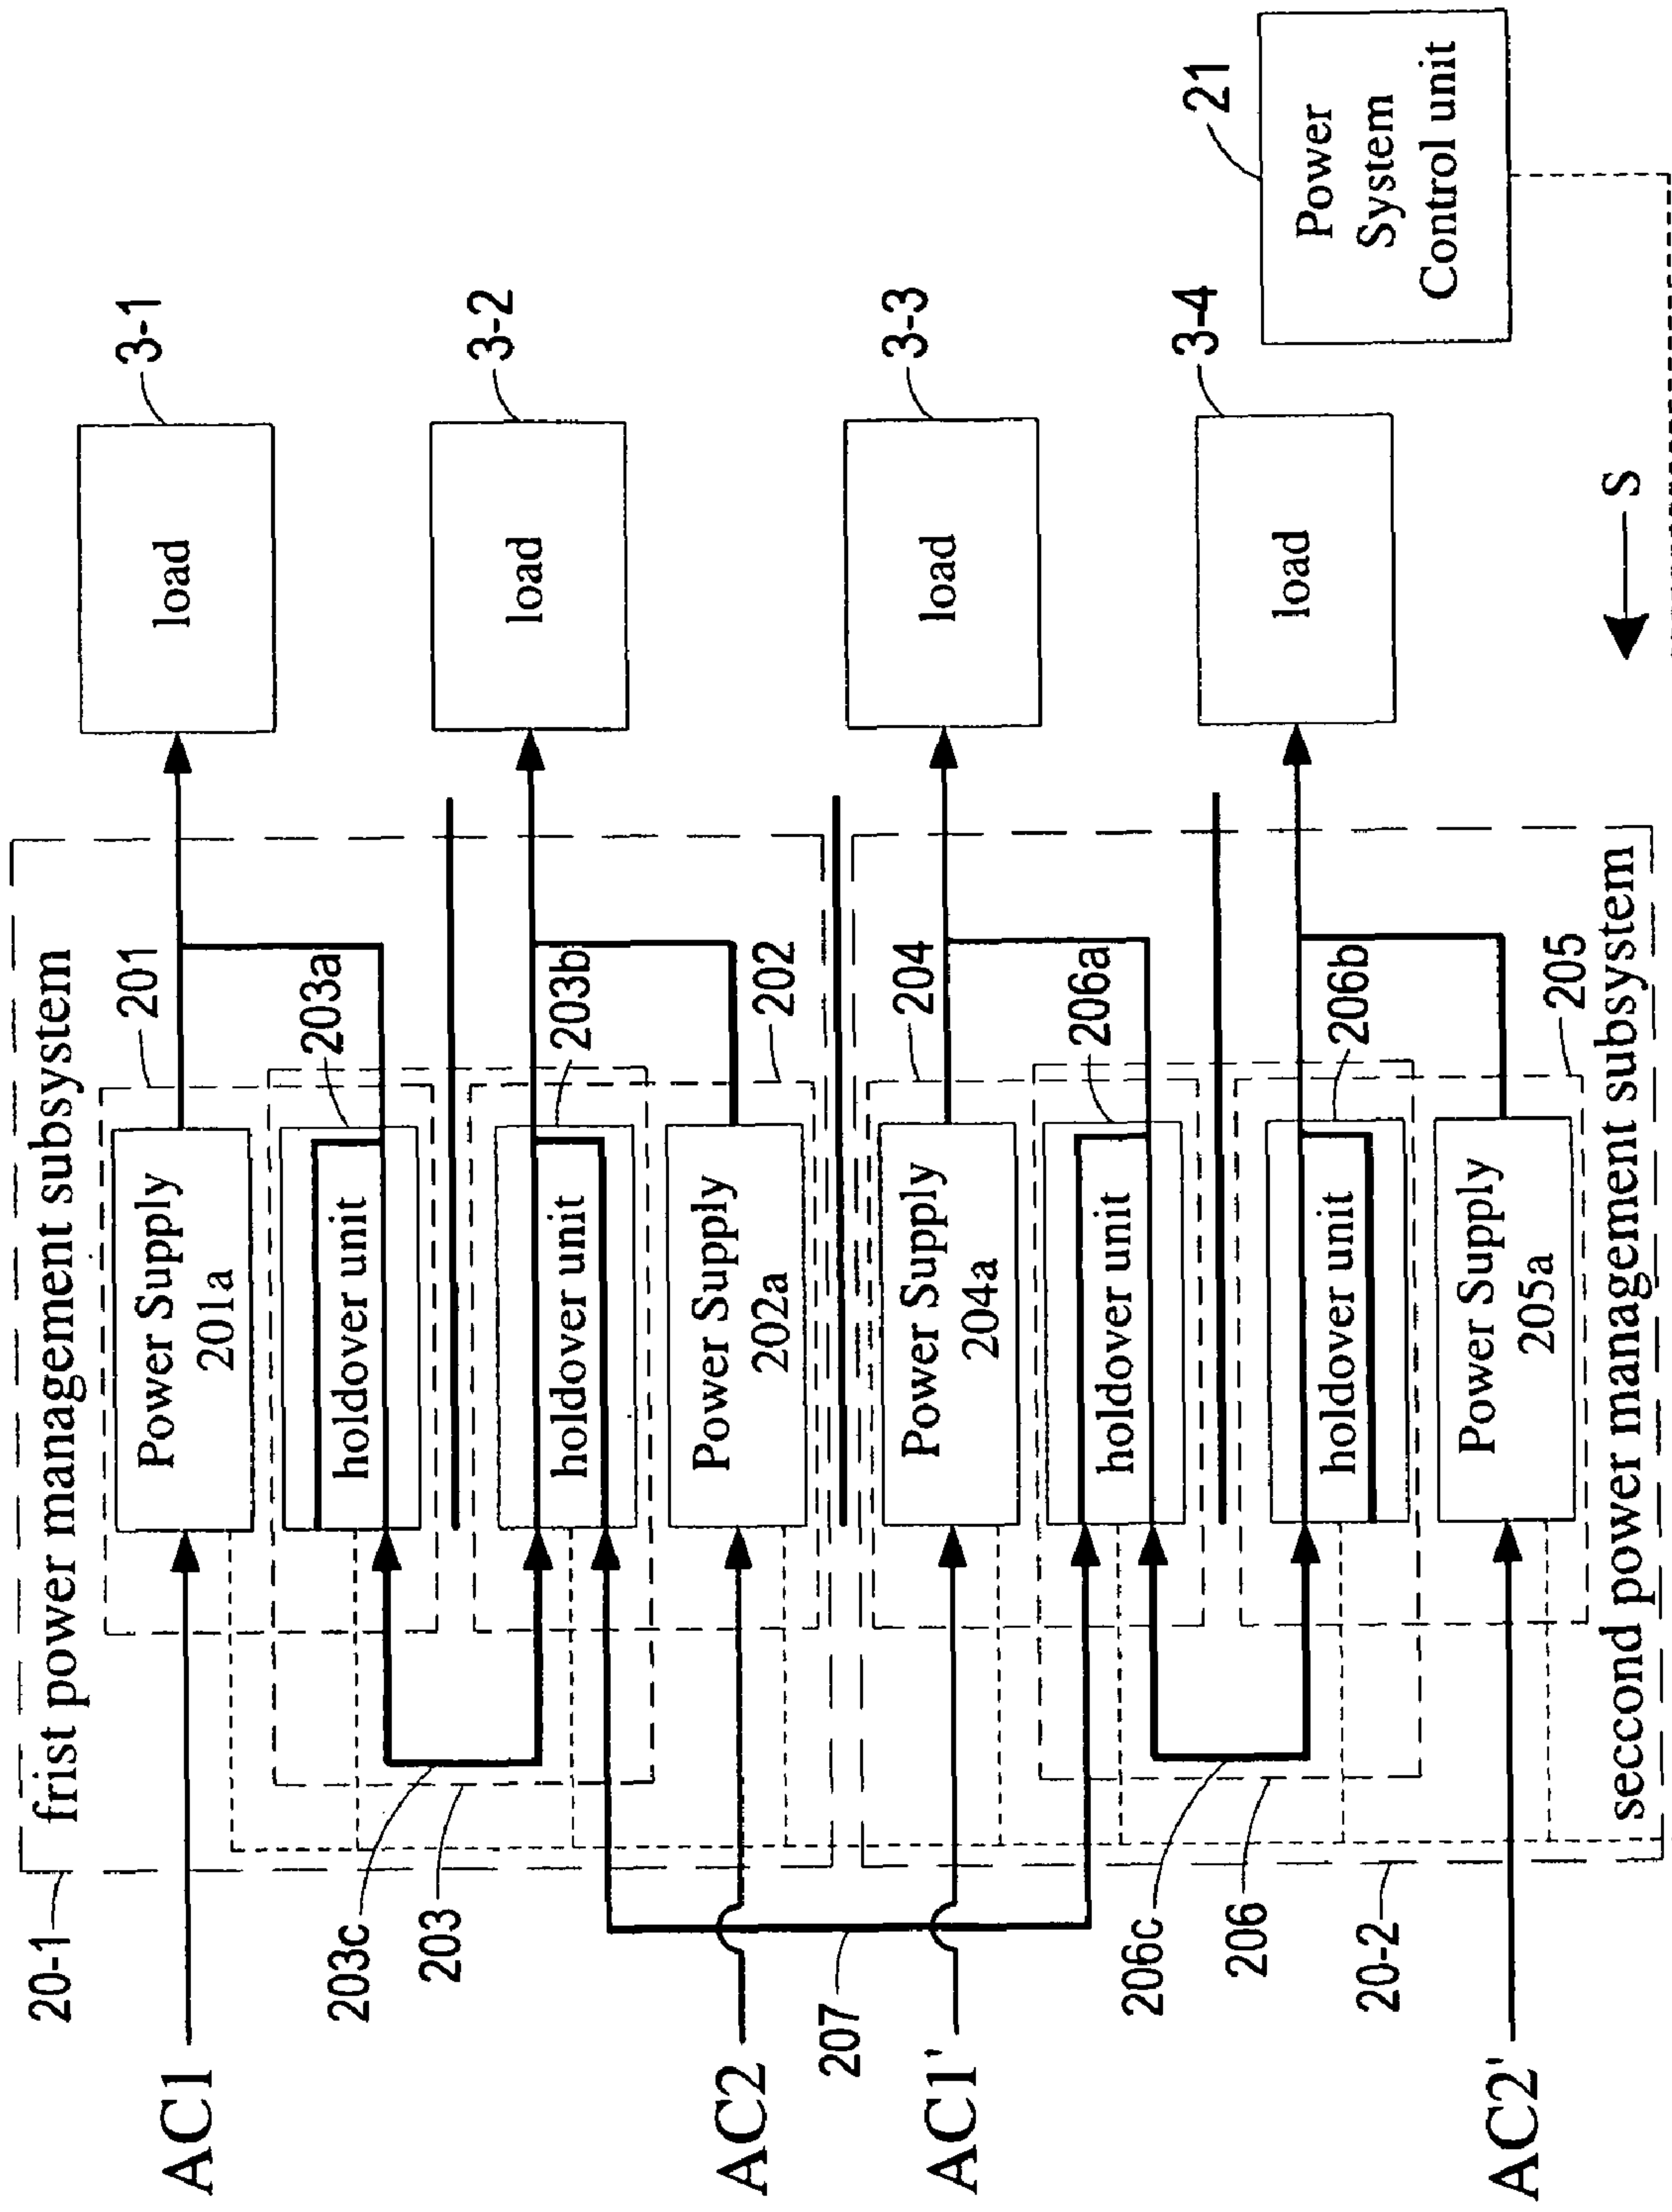 20-1
frist power management subsystem
AC1
Power Supply
201a
201
load
3-1
holdover unit
203a
203c
203
holdover unit
203b
load
3-2
AC2
Power Supply
202a
202
207
AC1'
Power Supply
204a
204
load
3-3
holdover unit
206a
206c
206
holdover unit
206b
load
3-4
AC2'
Power Supply
205a
205
20-2
seccond power management subsystem
S
Power
System
Control unit
21